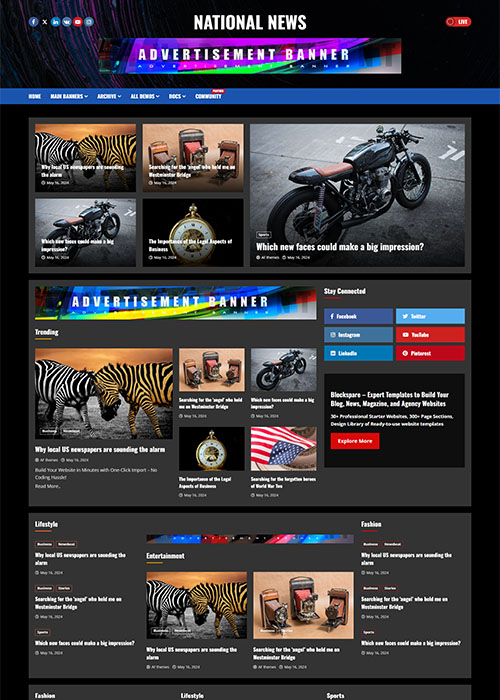 NATIONAL NEWS
LIVE
ADVERTISEMENT BANNER
ADVERTISEMENT BANNER
HOME MAIN BANNERS ARCHIVE ALL DEMOS DOCS COMMUNITY
Why local US newspapers are sounding
the alarm
May 16, 2024
Searching for the 'angel' who held me on
Westminster Bridge
May 16, 2024
Which new faces could make a big
impression?
May 16, 2024
The Importance of the Legal Aspects of
Business
May 16, 2024
Sports
Which new faces could make a big impression?
AF themes May 16, 2024
ADVERTISEMENT BANNER
ADVERTISEMENT BANNER
Trending
Business Newsbeat
Why local US newspapers are sounding the alarm
AF themes May 16, 2024
Build Your Website in Minutes with One-Click Import – No
Coding Hassle!
Read More..
Searching for the 'angel' who held
me on Westminster Bridge
May 16, 2024
Which new faces could make a big
impression?
May 16, 2024
The Importance of the Legal
Aspects of Business
May 16, 2024
Searching for the forgotten heroes
of World War Two
May 16, 2024
Stay Connected
Facebook Twitter
Instagram YouTube
LinkedIn Pinterest
Blockspare – Expert Templates to Build Your
Blog, News, Magazine, and Agency Websites
30+ Professional Starter Websites, 300+ Page Sections,
Design Library of Ready-to-use website templates
Explore More
Lifestyle
Business Newsbeat
Why local US newspapers are sounding the
alarm
May 16, 2024
Business Stories
Searching for the 'angel' who held me on
Westminster Bridge
May 16, 2024
Sports
Which new faces could make a big impression?
May 16, 2024
ADVERTISEMENT BANNER
Entertainment
Business Newsbeat
Why local US newspapers are sounding the
alarm
AF themes May 16, 2024
Business Stories
Searching for the 'angel' who held me on
Westminster Bridge
AF themes May 16, 2024
Fashion
Business Newsbeat
Why local US newspapers are sounding the
alarm
May 16, 2024
Business Stories
Searching for the 'angel' who held me on
Westminster Bridge
May 16, 2024
Sports
Which new faces could make a big impression?
May 16, 2024
Fashion Lifestyle Sports